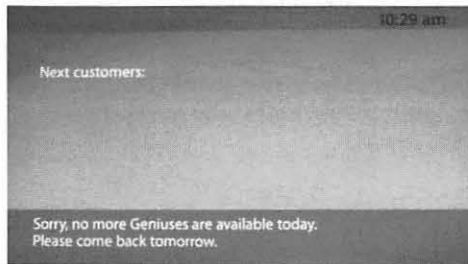 10:29 am
Next customers:
Sorry, no more Geniuses are available today.
Please come back tomorrow.